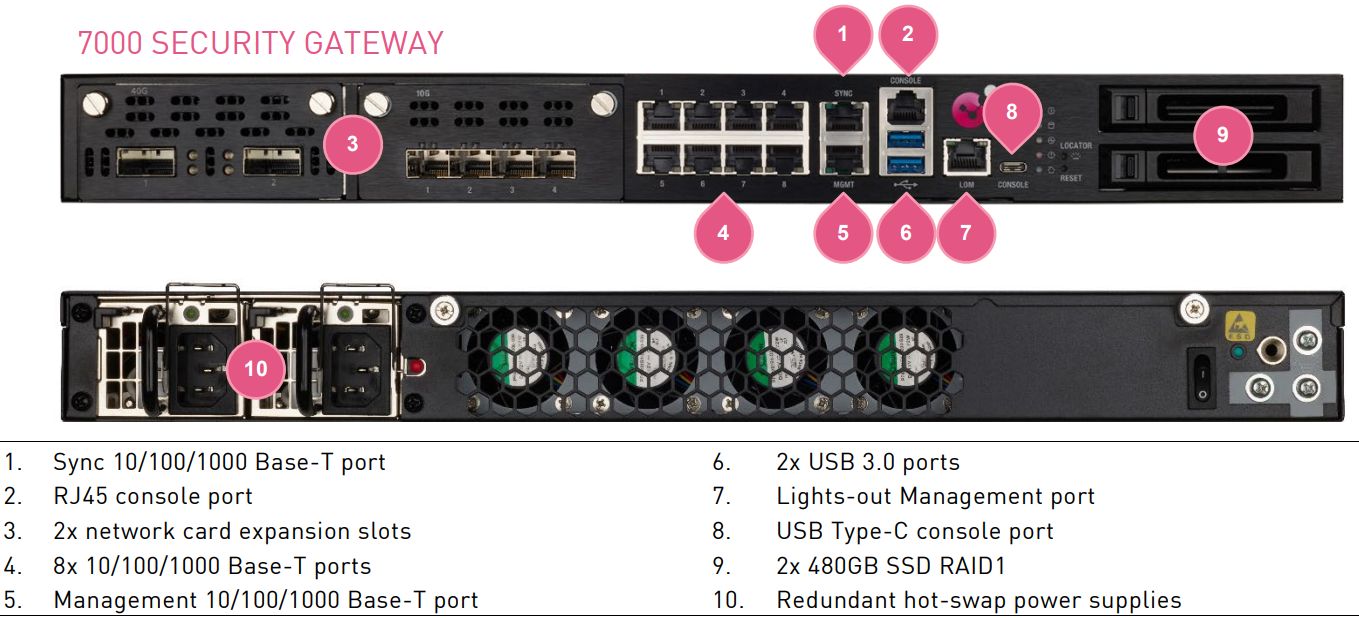 7000 SECURITY GATEWAY
1 2
40G 10G 1 2 3 4 SYNC CONSOLE
8
3
9
LOCATOR
1 2 1 2 3 4
5 6 7 8 MGMT LOM CONSOLE RESET
4 5 6 7
ESD
10
1. Sync 10/100/1000 Base-T port
2. RJ45 console port
3. 2x network card expansion slots
4. 8x 10/100/1000 Base-T ports
5. Management 10/100/1000 Base-T port
6. 2x USB 3.0 ports
7. Lights-out Management port
8. USB Type-C console port
9. 2x 480GB SSD RAID1
10. Redundant hot-swap power supplies